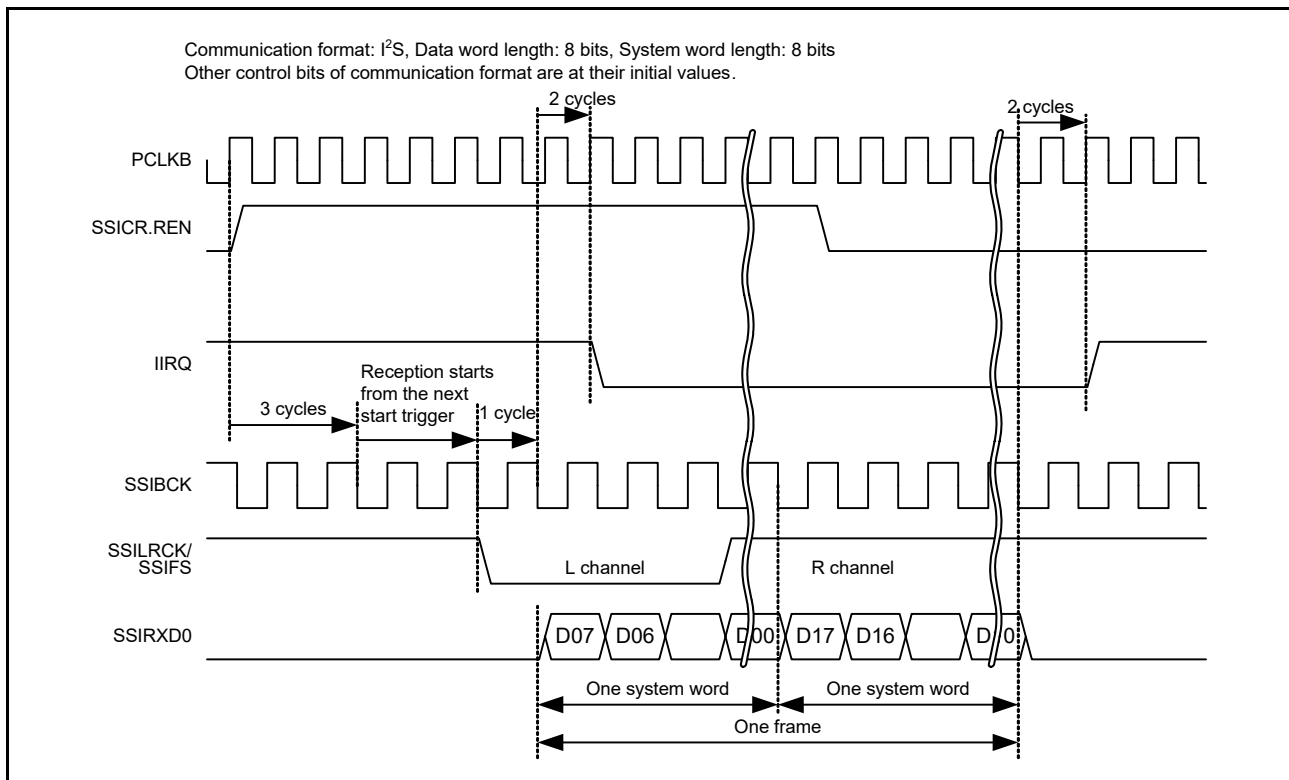 Communication format: I²S, Data word length: 8 bits, System word length: 8 bits
Other control bits of communication format are at their initial values.
2 cycles
2 cycles
PCLKB
SSICR.REN
IIRQ
Reception starts
from the next
start trigger
3 cycles
1 cycle
SSIBCK
SSILRCK/
SSIFS
L channel
R channel
SSIRXD0
D07
D06
D00
D17
D16
One system word
One system word
One frame